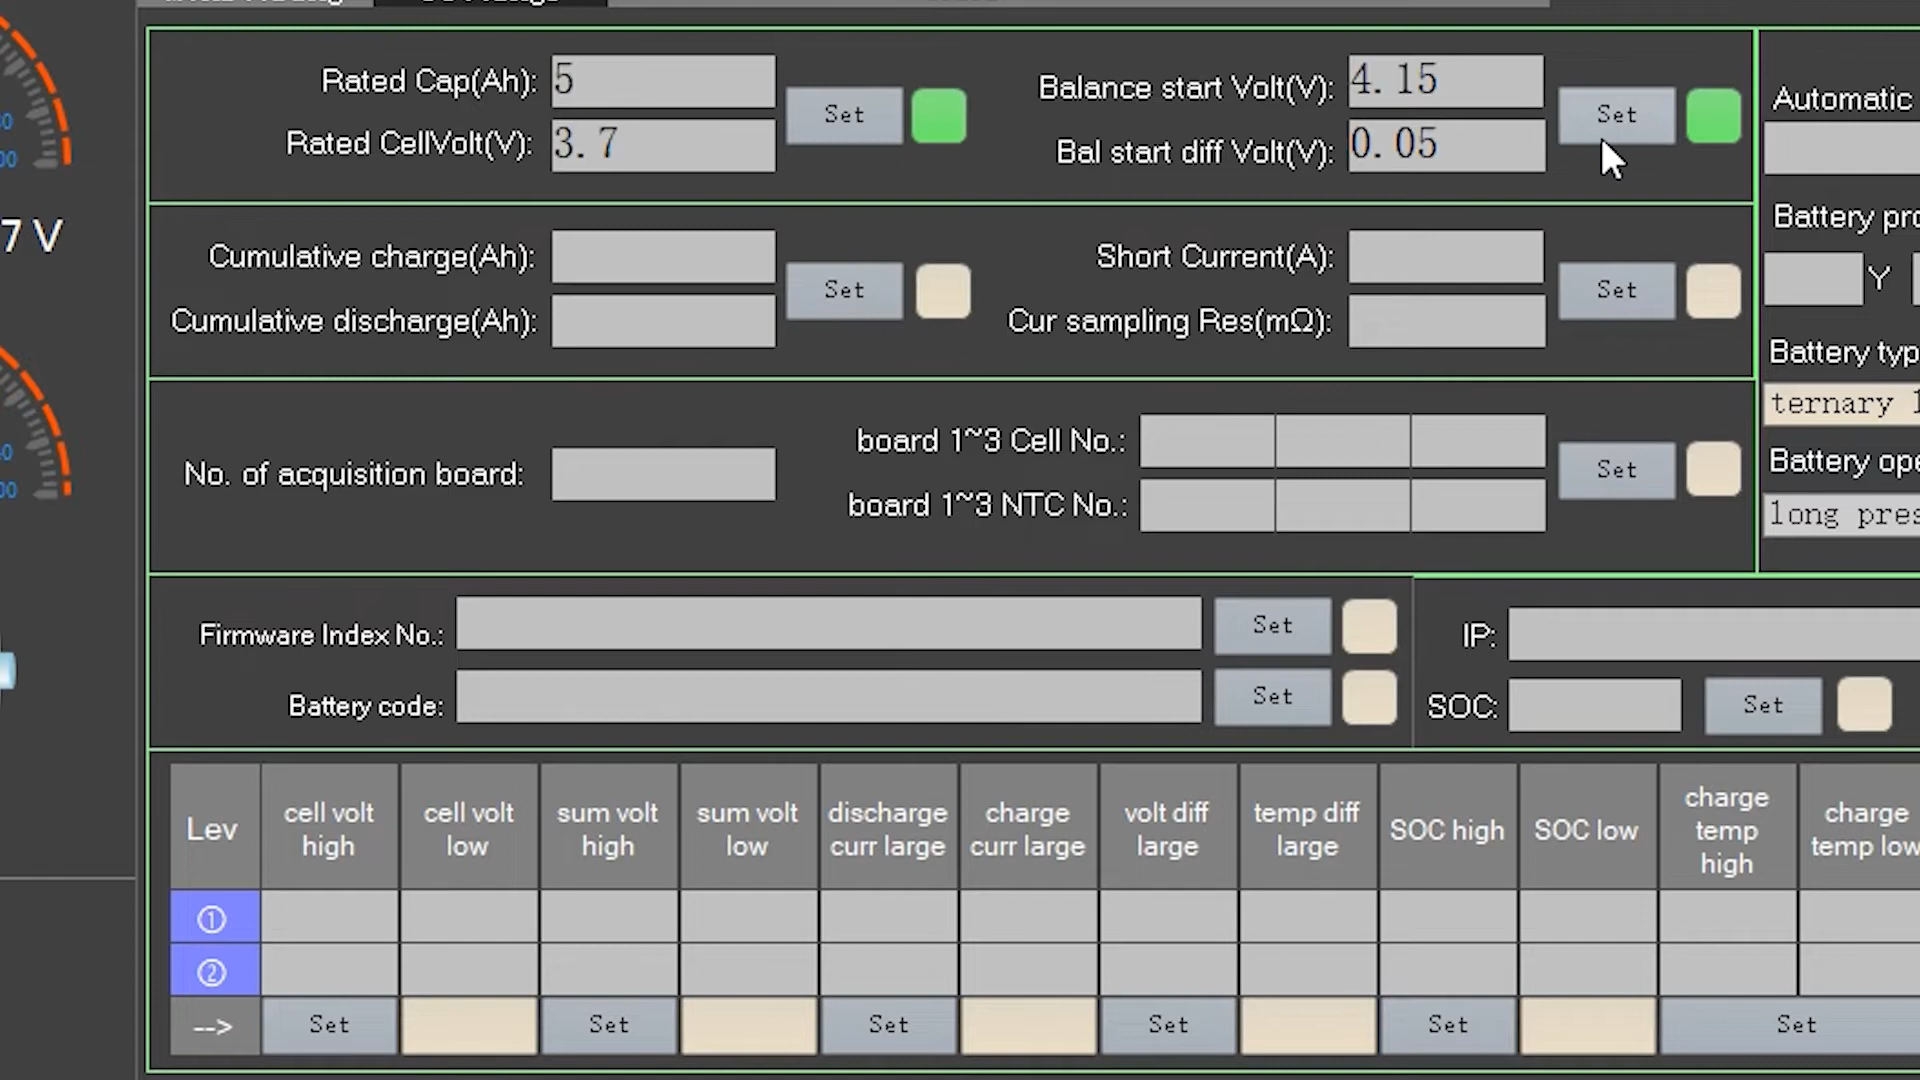 Rated Cap(Ah): 5 Set
Rated CellVolt(V): 3.7
Balance start Volt(V): 4.15 Set
Bal start diff Volt(V): 0.05
Automatic
7 V
Cumulative charge(Ah): Set
Cumulative discharge(Ah):
Short Current(A): Set
Cur sampling Res(mΩ):
Battery pro
Y
Battery typ
ternary l
Battery ope
long pres
No. of acquisition board:
board 1~3 Cell No.: Set
board 1~3 NTC No.:
Firmware Index No.: Set
Battery code: Set
IP:
SOC: Set
Lev
cell volt
high
cell volt
low
sum volt
high
sum volt
low
discharge
curr large
charge
curr large
volt diff
large
temp diff
large
SOC high
SOC low
charge
temp
high
charge
temp low
①
②
--> Set Set Set Set Set Set